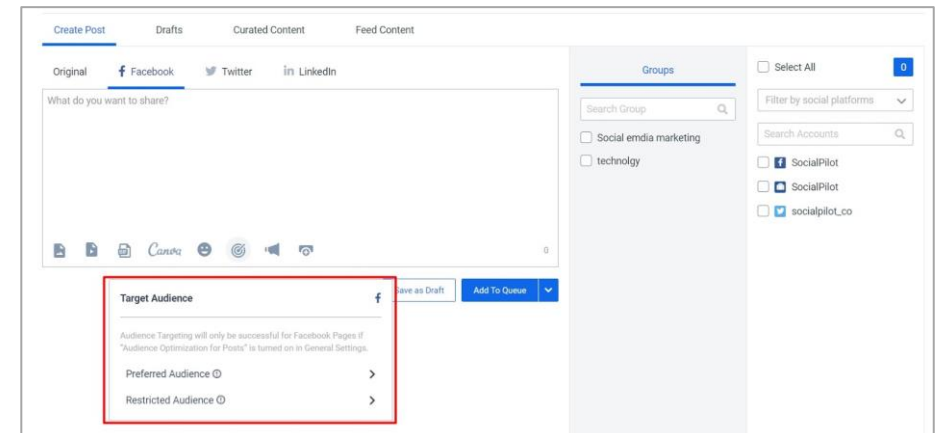 Create Post Drafts Curated Content Feed Content
Original Facebook Twitter in LinkedIn
What do you want to share?
Canva
0
Save as Draft Add To Queue
Target Audience
Audience Targeting will only be successful for Facebook Pages if
"Audience Optimization for Posts" is turned on in General Settings.
Preferred Audience
Restricted Audience
Groups
Search Group
Social emdia marketing
technolgy
Select All 0
Filter by social platforms
Search Accounts
SocialPilot
SocialPilot
socialpilot_co